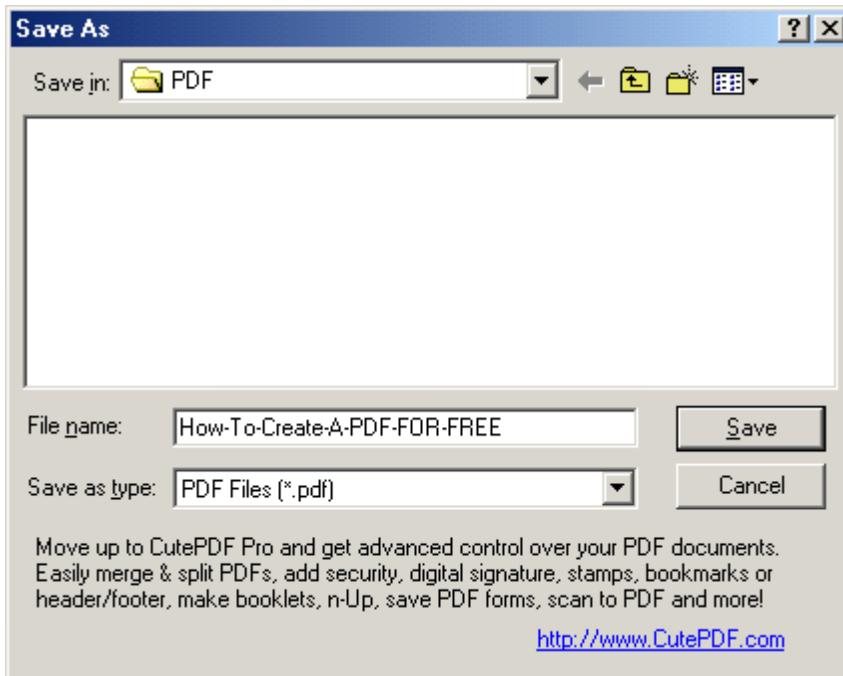 Save As
Save in: PDF
File name: How-To-Create-A-PDF-FOR-FREE Save
Save as type: PDF Files (*.pdf) Cancel
Move up to CutePDF Pro and get advanced control over your PDF documents.
Easily merge & split PDFs, add security, digital signature, stamps, bookmarks or
header/footer, make booklets, n-Up, save PDF forms, scan to PDF and more!
http://www.CutePDF.com